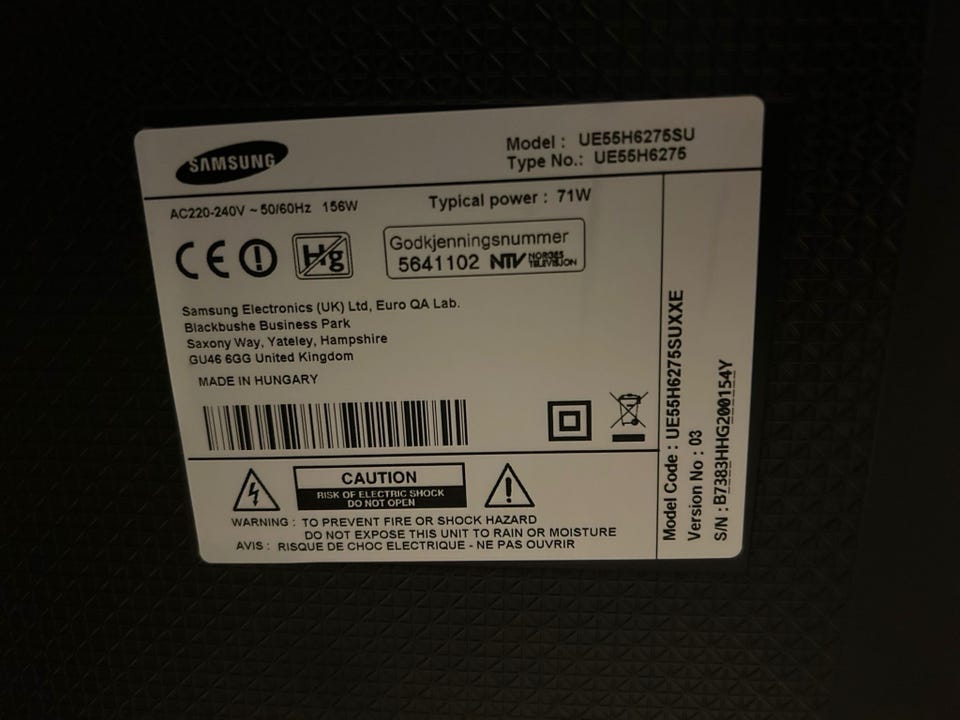 SAMSUNG
Model : UE55H6275SU
Type No.: UE55H6275
AC220-240V ~ 50/60Hz 156W
Typical power : 71W
CE
Hg
Godkjenningsnummer
5641102 NTV NORGES TELEVISJON
Samsung Electronics (UK) Ltd, Euro QA Lab.
Blackbushe Business Park
Saxony Way, Yateley, Hampshire
GU46 6GG United Kingdom
MADE IN HUNGARY
CAUTION
RISK OF ELECTRIC SHOCK
DO NOT OPEN
WARNING : TO PREVENT FIRE OR SHOCK HAZARD
DO NOT EXPOSE THIS UNIT TO RAIN OR MOISTURE
AVIS : RISQUE DE CHOC ELECTRIQUE - NE PAS OUVRIR
Model Code : UE55H6275SUXXE
Version No : 03
S/N : B7383HHG200154Y